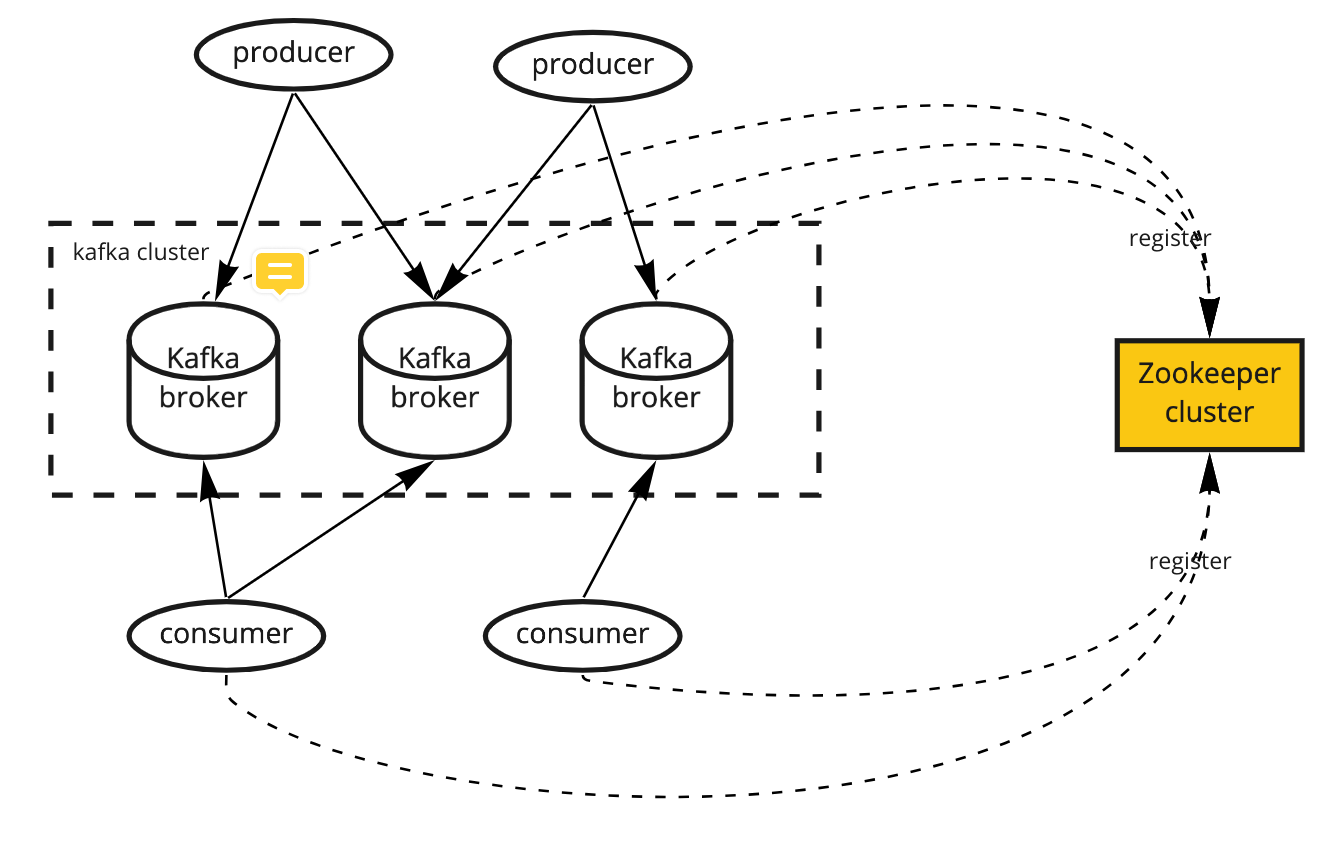 producer
producer
kafka cluster
register
Kafka
broker
Kafka
broker
Kafka
broker
Zookeeper
cluster
register
consumer
consumer